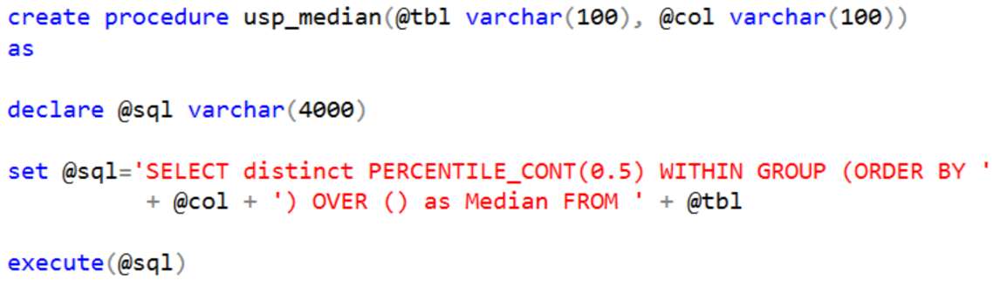 create procedure usp_median(@tbl varchar(100), @col varchar(100))
as
declare @sql varchar(4000)
set @sql='SELECT distinct PERCENTILE_CONT(0.5) WITHIN GROUP (ORDER BY '
+ @col + ') OVER () as Median FROM ' + @tbl
execute(@sql)